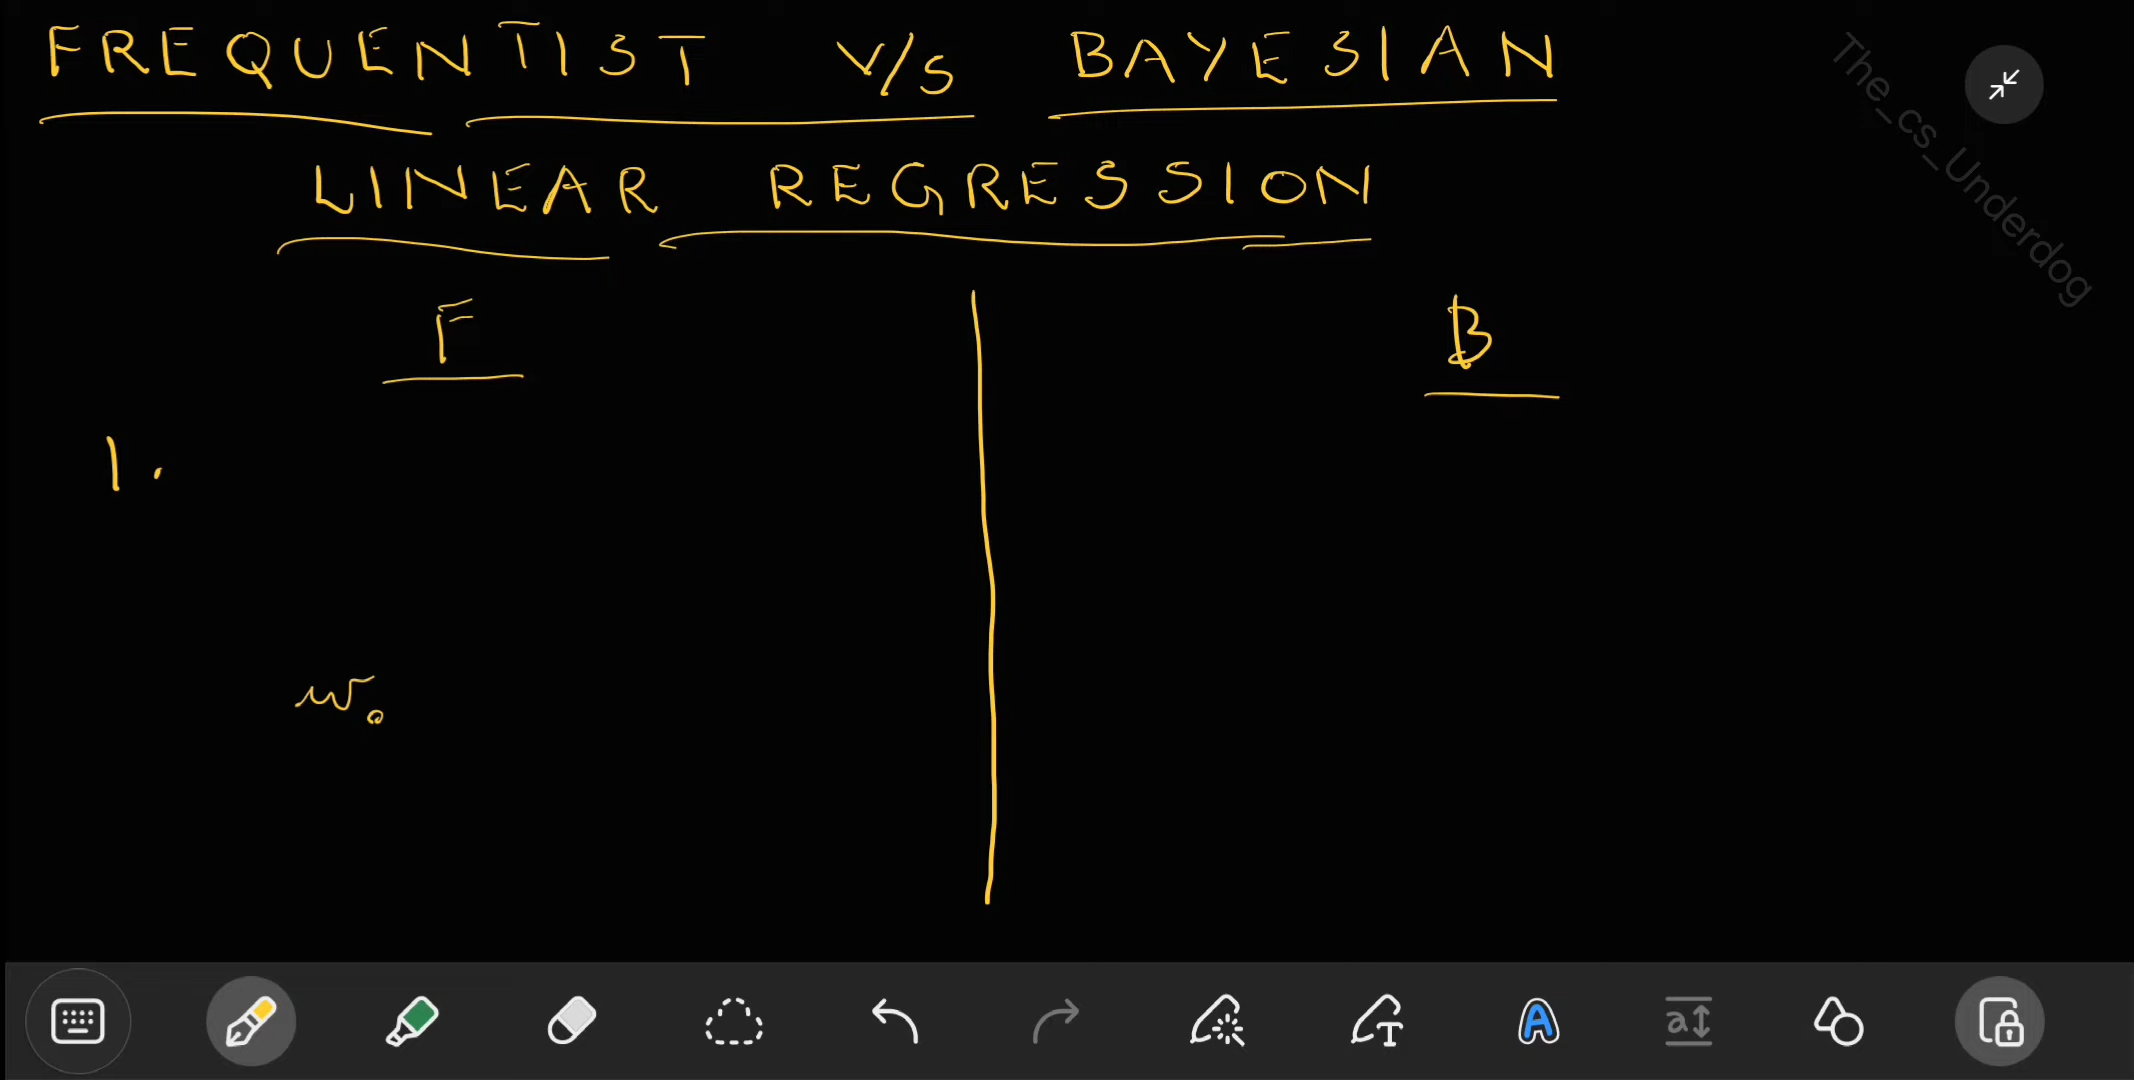 FREQUENTIST V/S BAYESIAN
LINEAR REGRESSION
F
B
1.
w₀
The_cs_Underdog